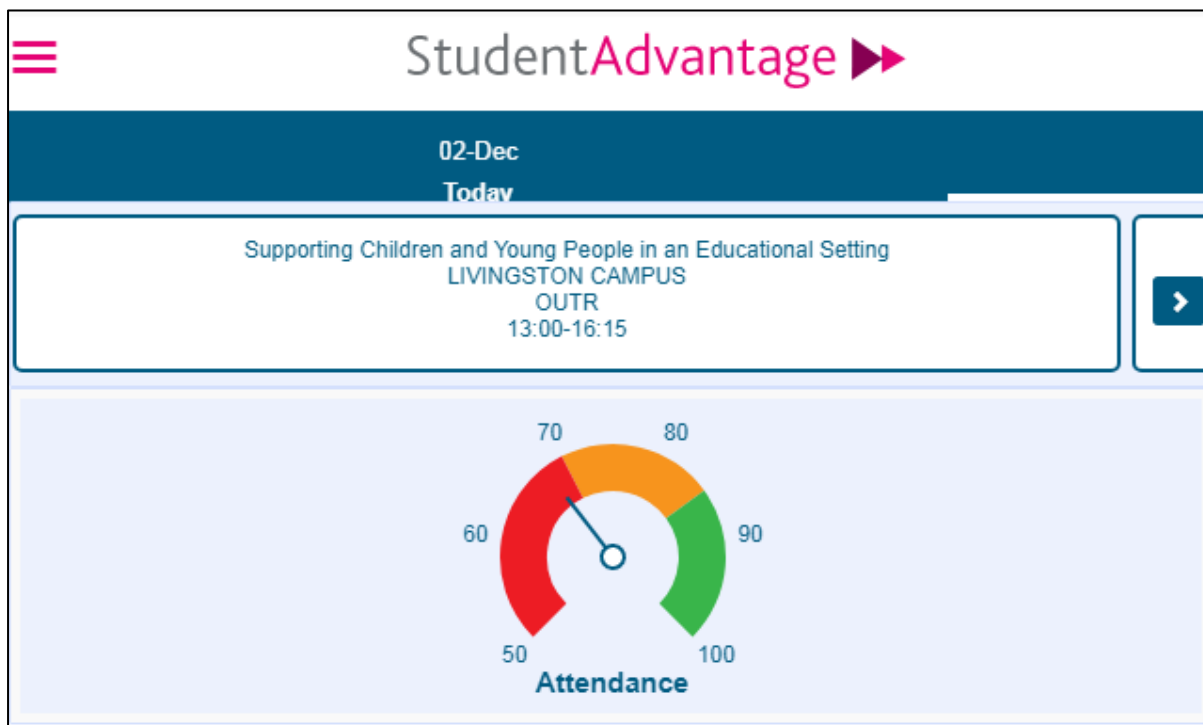 StudentAdvantage
02-Dec
Today
Supporting Children and Young People in an Educational Setting
LIVINGSTON CAMPUS
OUTR
13:00-16:15
70 80
60 90
50 100
Attendance